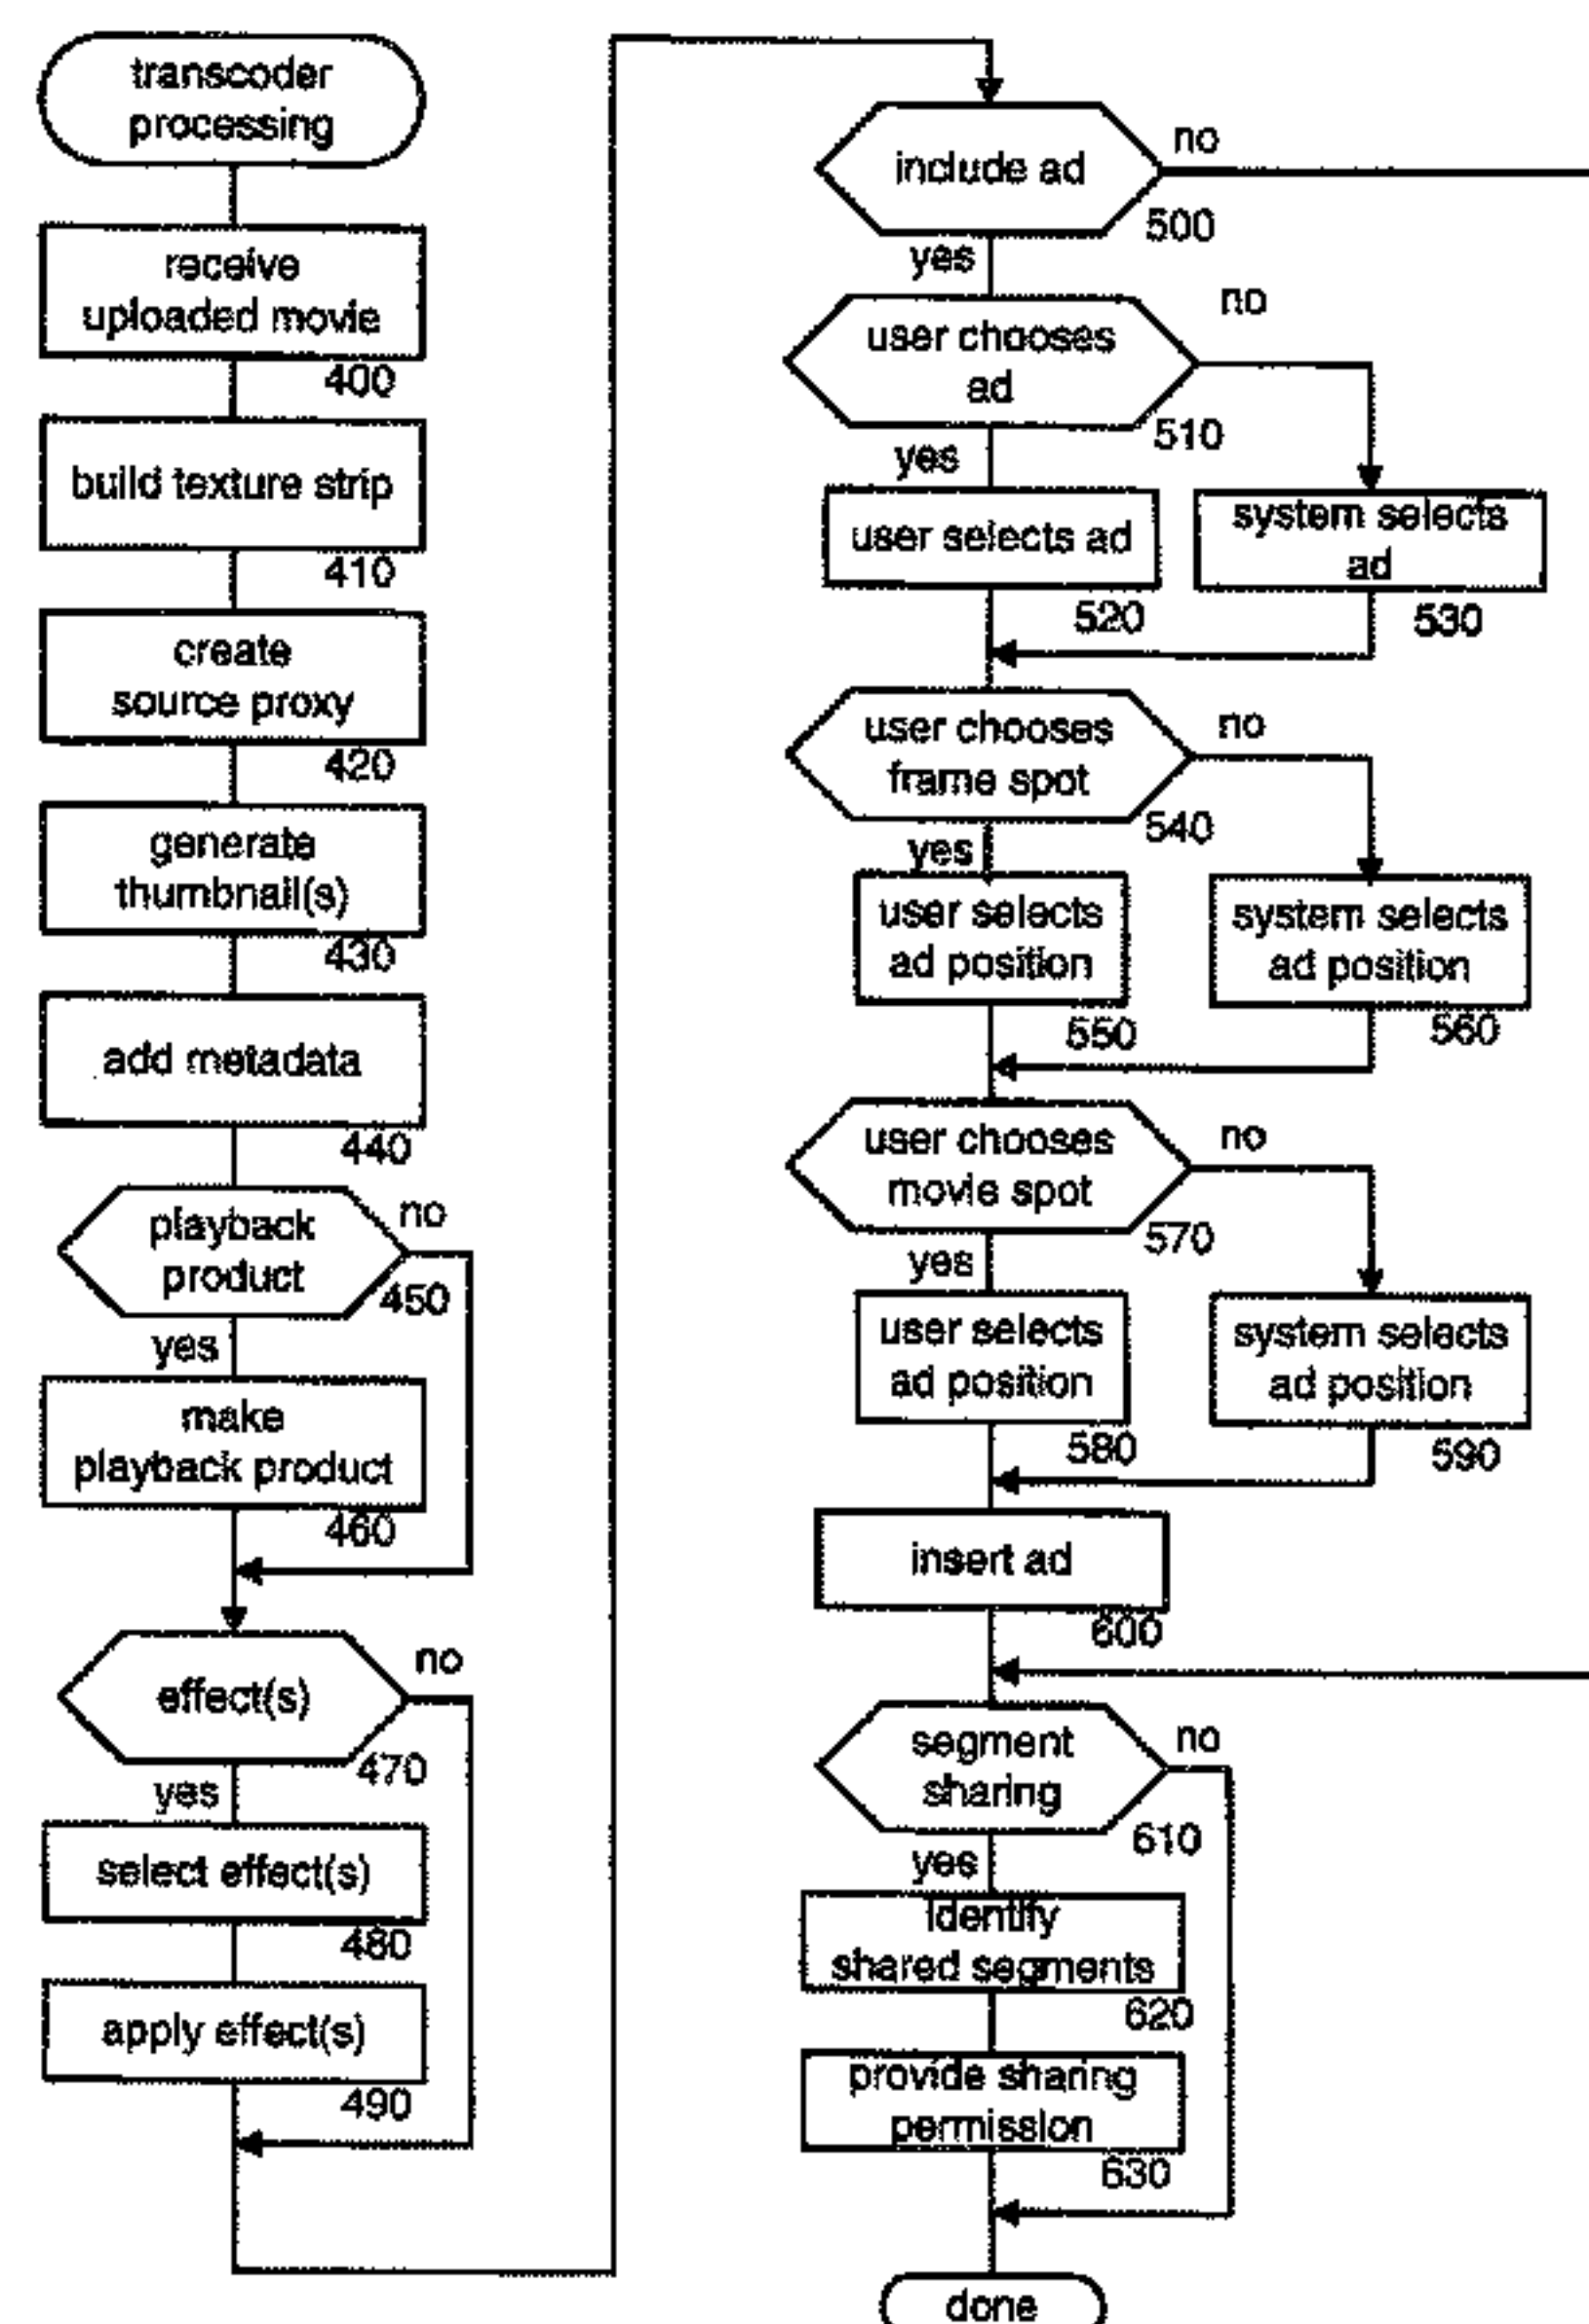 transcoder
processing
receive
uploaded movie
400
build texture strip
410
create
source proxy
420
generate
thumbnail(s)
430
add metadata
440
playback
product
no
450
yes
make
playback product
460
effect(s)
no
470
yes
select effect(s)
480
apply effect(s)
490
include ad
no
500
yes
user chooses
ad
no
510
yes
user selects ad
520
system selects
ad
530
user chooses
frame spot
no
540
yes
user selects
ad position
550
system selects
ad position
560
user chooses
movie spot
no
570
yes
user selects
ad position
580
system selects
ad position
590
insert ad
600
segment
sharing
no
610
yes
identify
shared segments
620
provide sharing
permission
630
done